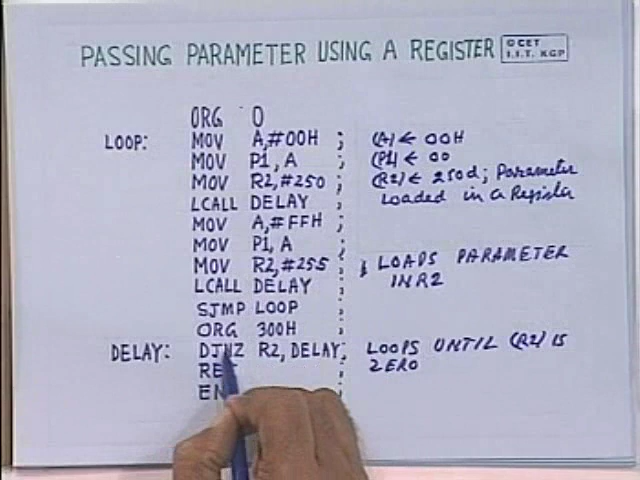 PASSING PARAMETER USING A REGISTER
© CET
I.I.T. KGP
ORG 0
LOOP: MOV A,#00H ; (A) ← 00H
MOV P1, A ; (P1) ← 00
MOV R2,#250 ; (R2) ← 250d; Parameter
LCALL DELAY ; Loaded in a Register
MOV A,#FFH ;
MOV P1, A ;
MOV R2,#255 ; LOADS PARAMETER
LCALL DELAY ; IN R2
SJMP LOOP ;
ORG 300H ;
DELAY: DJNZ R2, DELAY; LOOPS UNTIL (R2) IS
ZERO